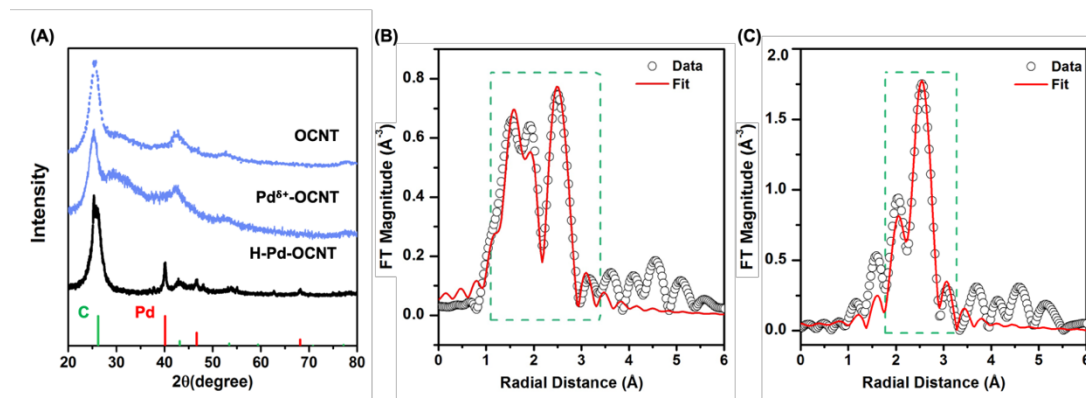 (A)
OCNT
Pdδ+-OCNT
H-Pd-OCNT
C
Pd
Intensity
20 30 40 50 60 70 80
2θ(degree)
(B)
Data
Fit
FT Magnitude (Å-3)
0.8
0.6
0.4
0.2
0.0
0 1 2 3 4 5 6
Radial Distance (Å)
(C)
Data
Fit
FT Magnitude (Å-3)
2.0
1.5
1.0
0.5
0.0
0 1 2 3 4 5 6
Radial Distance (Å)